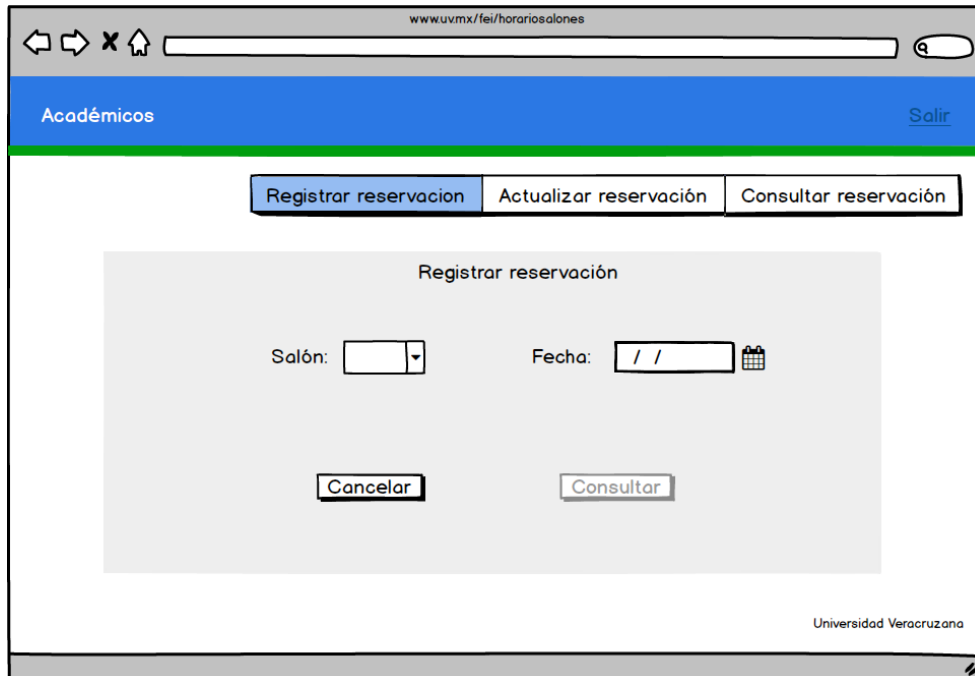 www.uv.mx/fei/horariosalones
Académicos
Salir
Registrar reservacion
Actualizar reservación
Consultar reservación
Registrar reservación
Salón:
Fecha:
/ /
Cancelar
Consultar
Universidad Veracruzana